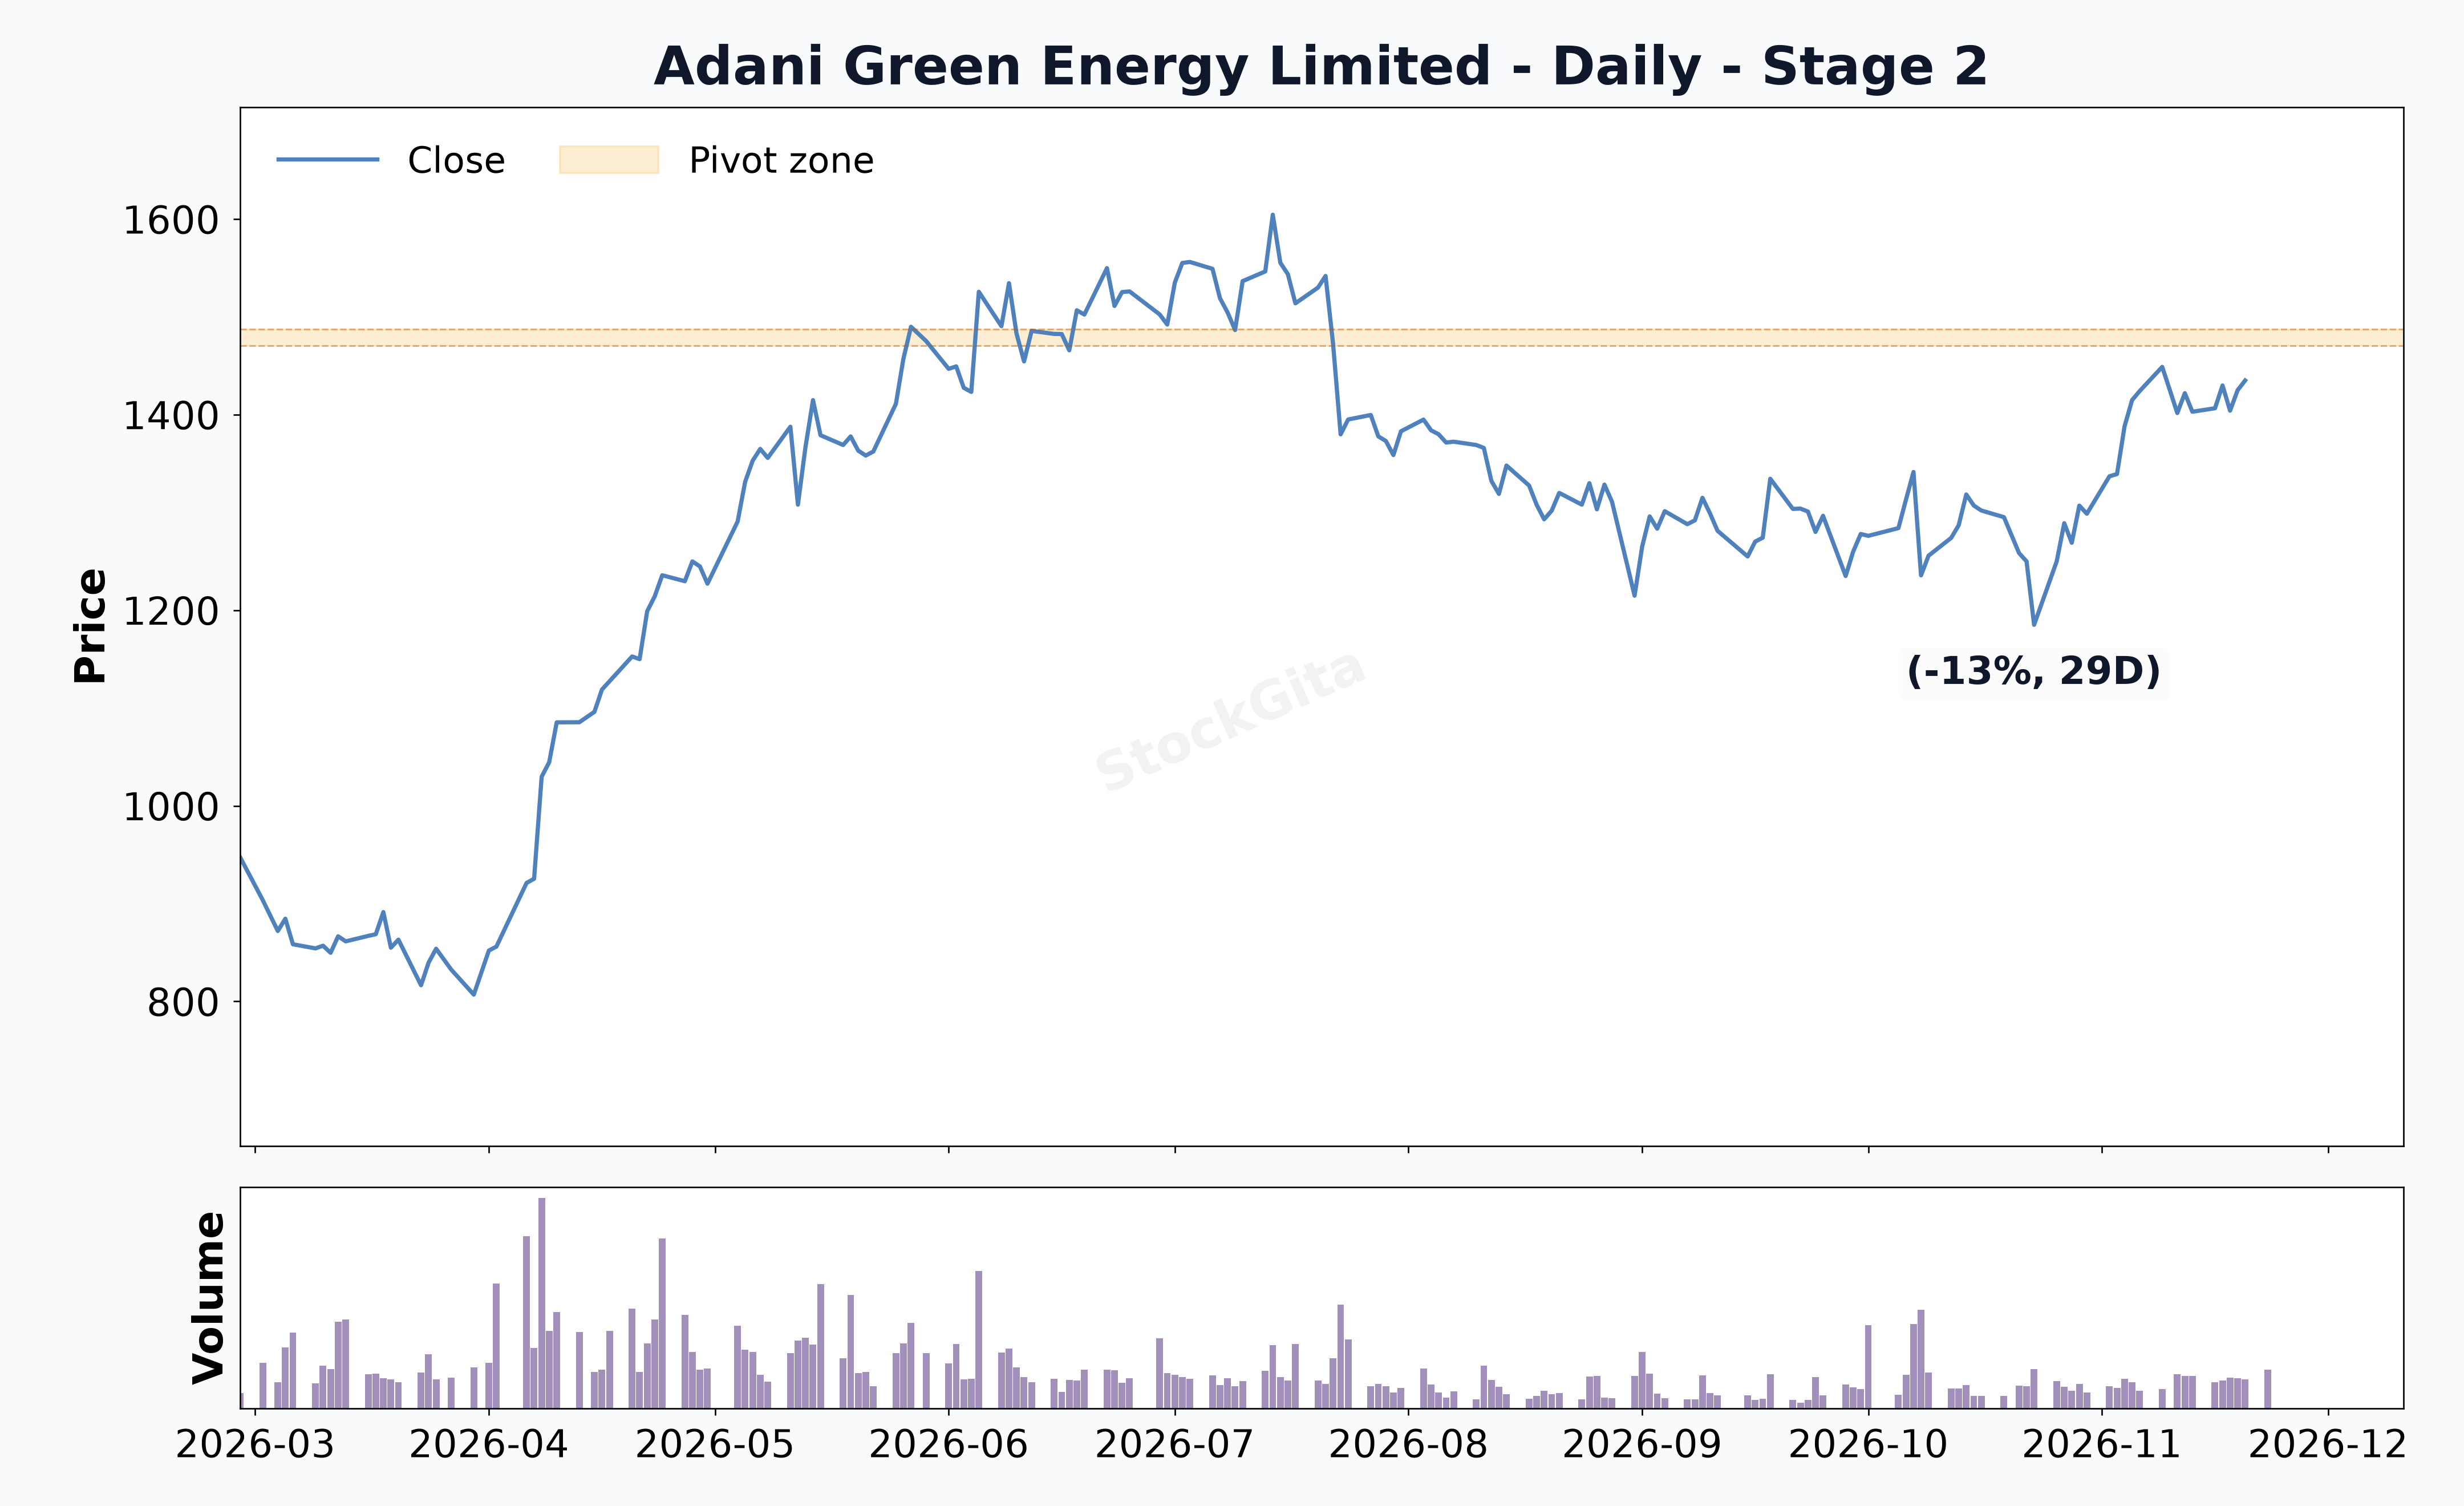 Adani Green Energy Limited - Daily - Stage 2
Close
Pivot zone
1600
1400
1200
1000
800
Price
(-13%, 29D)
StockGita
Volume
2026-03
2026-04
2026-05
2026-06
2026-07
2026-08
2026-09
2026-10
2026-11
2026-12